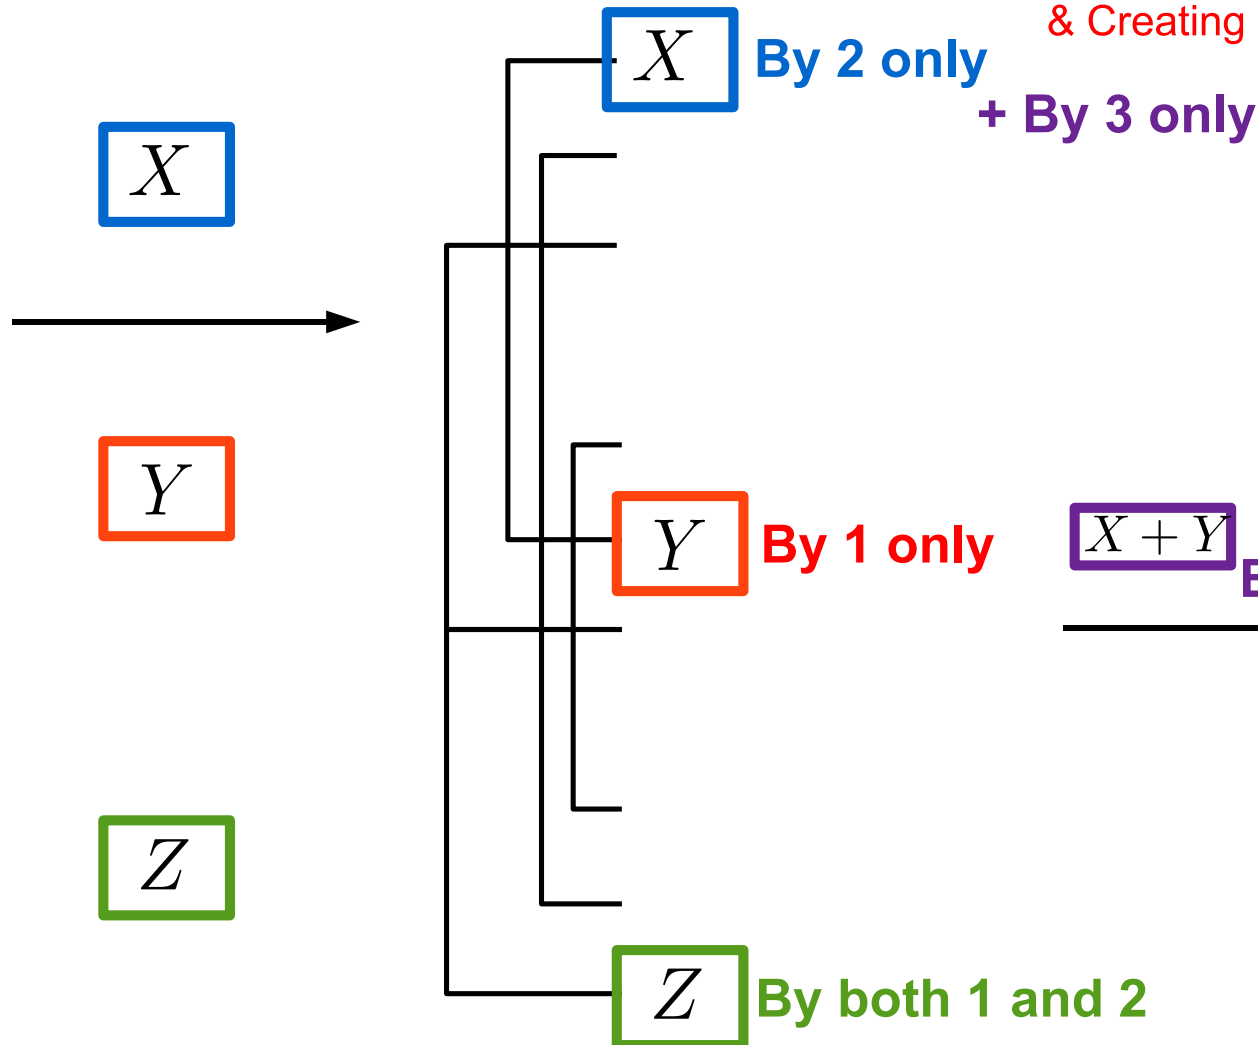 & Creating
X By 2 only
+ By 3 only
X
Y
Y By 1 only
X + Y
Z
Z By both 1 and 2